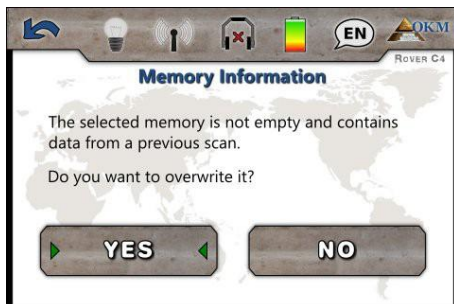 EN
OKM
ROVER C4
Memory Information
The selected memory is not empty and contains
data from a previous scan.
Do you want to overwrite it?
YES
NO